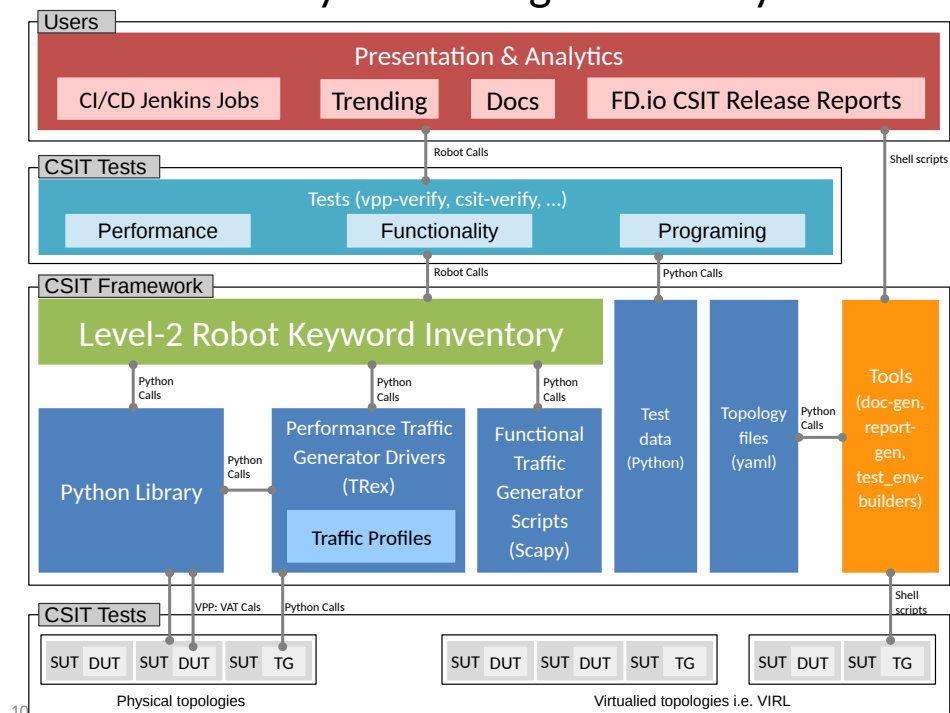 Users
Presentation & Analytics
CI/CD Jenkins Jobs
Trending
Docs
FD.io CSIT Release Reports
Robot Calls
Shell scripts
CSIT Tests
Tests (vpp-verify, csit-verify, ...)
Performance
Functionality
Programing
Robot Calls
Python Calls
CSIT Framework
Level-2 Robot Keyword Inventory
Python
Calls
Python
Calls
Python
Calls
Python Library
Python
Calls
Performance Traffic
Generator Drivers
(TRex)
Traffic Profiles
Functional
Traffic
Generator
Scripts
(Scapy)
Test
data
(Python)
Topology
files
(yaml)
Python
Calls
Tools
(doc-gen,
report-
gen,
test_env-
builders)
VPP: VAT Cals
Python Calls
Shell
scripts
CSIT Tests
SUT DUT SUT DUT SUT TG
SUT DUT SUT DUT SUT TG
SUT DUT SUT TG
Physical topologies
Virtualied topologies i.e. VIRL
10